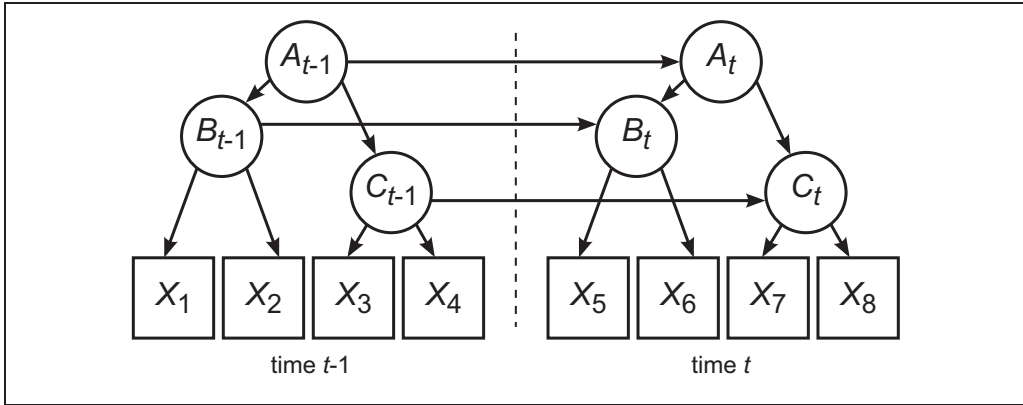 A_{t-1} A_t
B_{t-1} B_t
C_{t-1} C_t
X_1 X_2 X_3 X_4 X_5 X_6 X_7 X_8
time t-1 time t